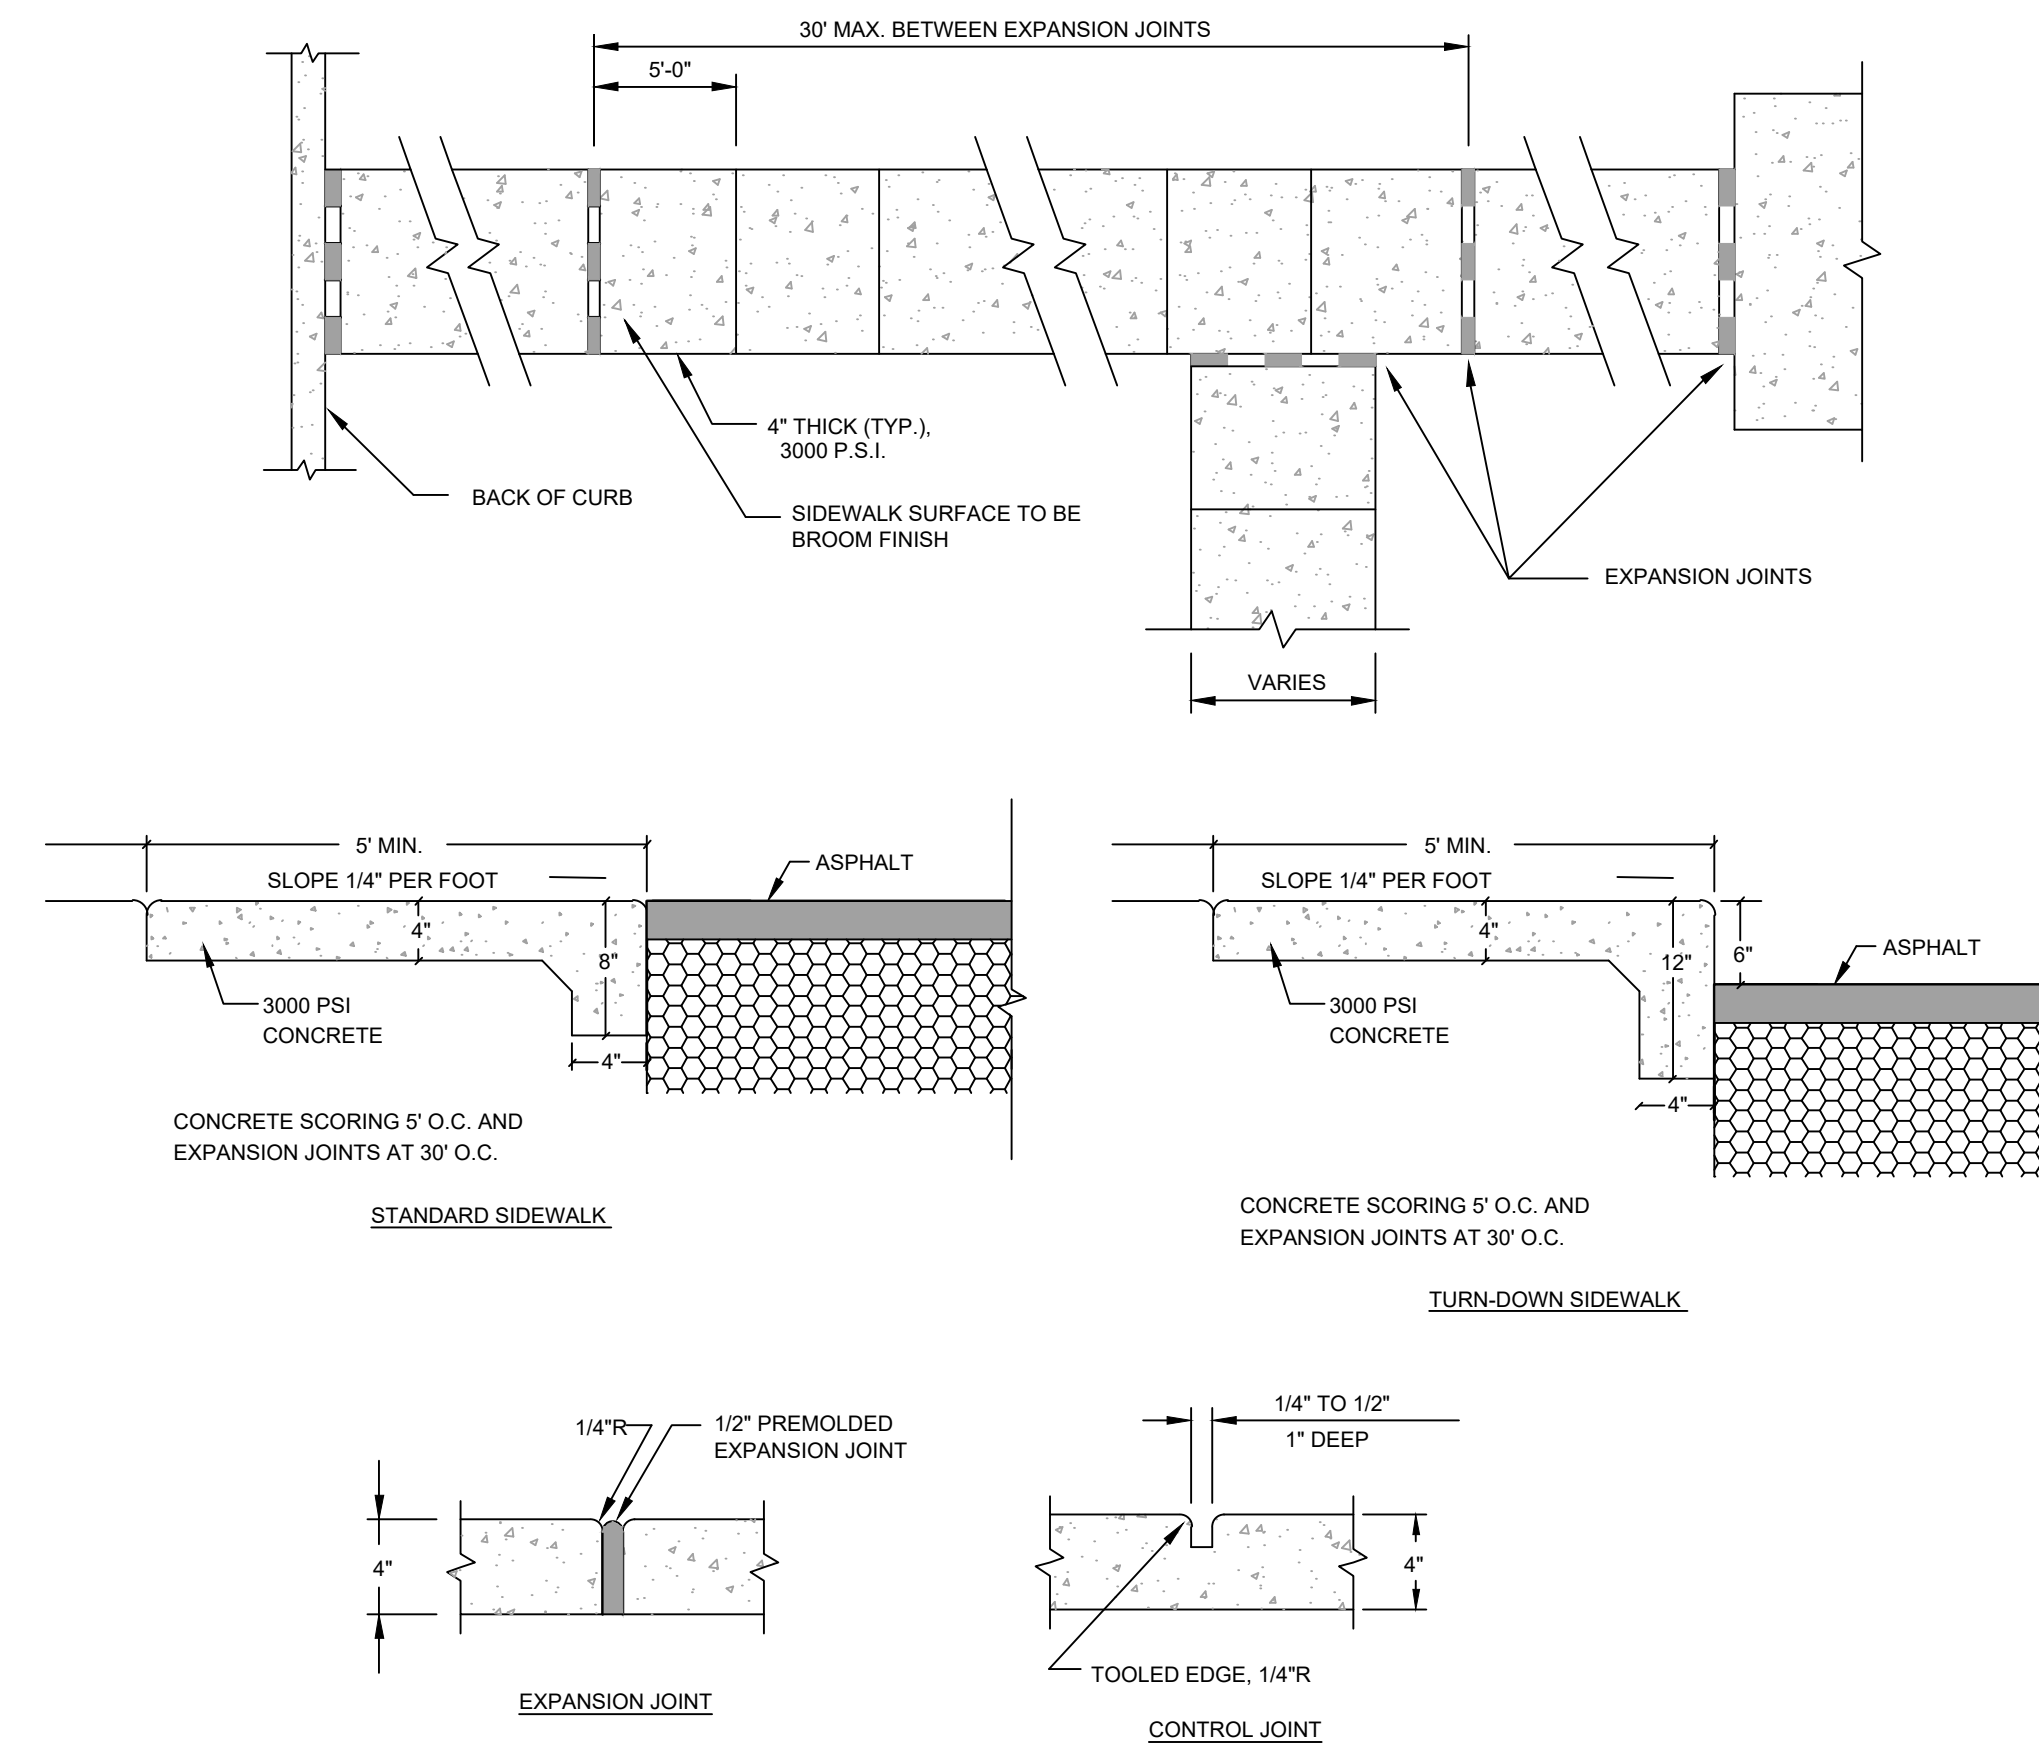 30' MAX. BETWEEN EXPANSION JOINTS
5'-0"
4" THICK (TYP.),
3000 P.S.I.
BACK OF CURB
SIDEWALK SURFACE TO BE
BROOM FINISH
EXPANSION JOINTS
VARIES
5' MIN.
SLOPE 1/4" PER FOOT
ASPHALT
4"
8"
3000 PSI
CONCRETE
4"
CONCRETE SCORING 5' O.C. AND
EXPANSION JOINTS AT 30' O.C.
STANDARD SIDEWALK
5' MIN.
SLOPE 1/4" PER FOOT
4"
12"
6"
ASPHALT
3000 PSI
CONCRETE
4"
CONCRETE SCORING 5' O.C. AND
EXPANSION JOINTS AT 30' O.C.
TURN-DOWN SIDEWALK
1/4"R
1/2" PREMOLDED
EXPANSION JOINT
4"
EXPANSION JOINT
1/4" TO 1/2"
1" DEEP
4"
TOOLED EDGE, 1/4"R
CONTROL JOINT